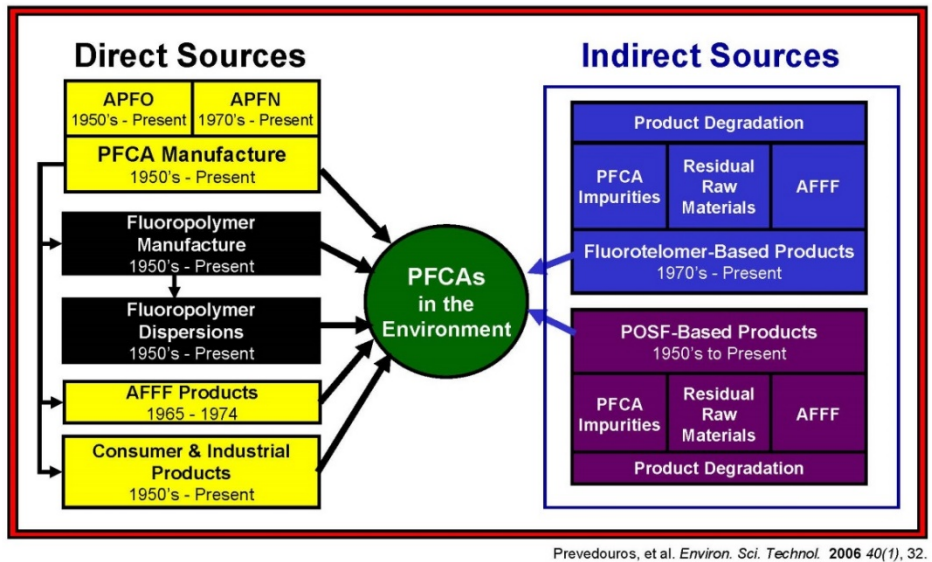 Direct Sources
APFO
1950's - Present
APFN
1970's - Present
PFCA Manufacture
1950's - Present
Fluoropolymer
Manufacture
1950's - Present
Fluoropolymer
Dispersions
1950's - Present
AFFF Products
1965 - 1974
Consumer & Industrial
Products
1950's - Present
PFCAs
in the
Environment
Indirect Sources
Product Degradation
PFCA
Impurities
Residual
Raw
Materials
AFFF
Fluorotelomer-Based Products
1970's - Present
POSF-Based Products
1950's to Present
PFCA
Impurities
Residual
Raw
Materials
AFFF
Product Degradation
Prevedouros, et al. Environ. Sci. Technol. 2006 40(1), 32.